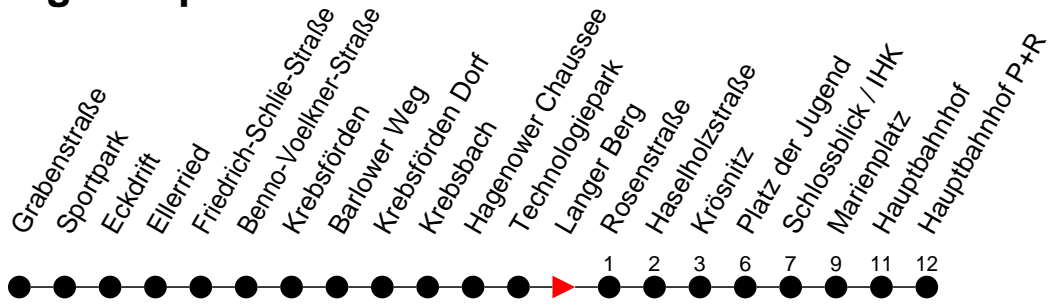 Grabenstraße
Sportpark
Eckdrift
Ellerried
Friedrich-Schlie-Straße
Benno-Voelkner-Straße
Krebsförden
Barlower Weg
Krebsförden Dorf
Krebsbach
Hagenower Chaussee
Technologiepark
Langer Berg
Rosenstraße
Haselholzstraße
Krösnitz
Platz der Jugend
Schlossblick / IHK
Marienplatz
Hauptbahnhof
Hauptbahnhof P+R
1 2 3 6 7 9 11 12